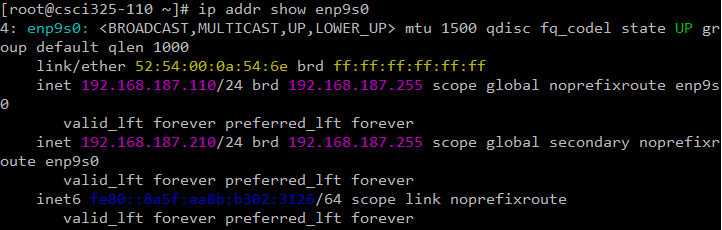 [root@csci325-110 ~]# ip addr show enp9s0
4: enp9s0: <BROADCAST,MULTICAST,UP,LOWER_UP> mtu 1500 qdisc fq_codel state UP gr
oup default qlen 1000
    link/ether 52:54:00:0a:54:6e brd ff:ff:ff:ff:ff:ff
    inet 192.168.187.110/24 brd 192.168.187.255 scope global noprefixroute enp9s
0
       valid_lft forever preferred_lft forever
    inet 192.168.187.210/24 brd 192.168.187.255 scope global secondary noprefixr
oute enp9s0
       valid_lft forever preferred_lft forever
    inet6 fe80::8a5f:aa8b:b302:3126/64 scope link noprefixroute
       valid_lft forever preferred_lft forever